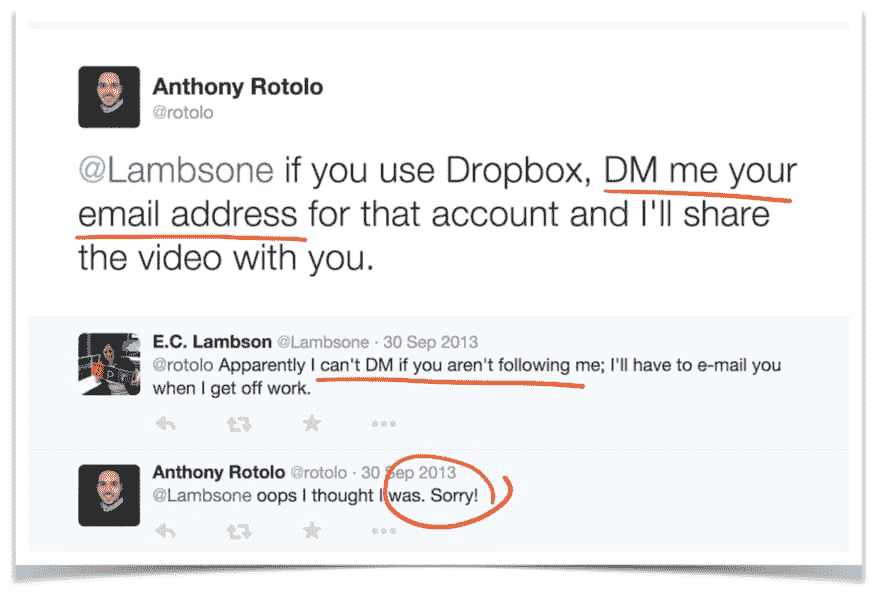 Anthony Rotolo
@rotolo
@Lambsone if you use Dropbox, DM me your
email address for that account and I'll share
the video with you.
E.C. Lambson @Lambsone · 30 Sep 2013
@rotolo Apparently I can't DM if you aren't following me; I'll have to e-mail you
when I get off work.
Anthony Rotolo @rotolo · 30 Sep 2013
@Lambsone oops I thought I was. Sorry!